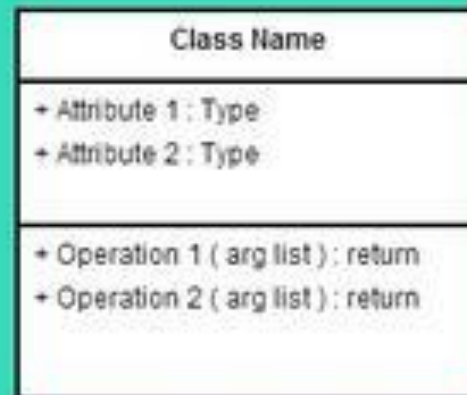 Class Name
+ Attribute 1 : Type
+ Attribute 2 : Type
+ Operation 1 ( arg list ) : return
+ Operation 2 ( arg list ) : return